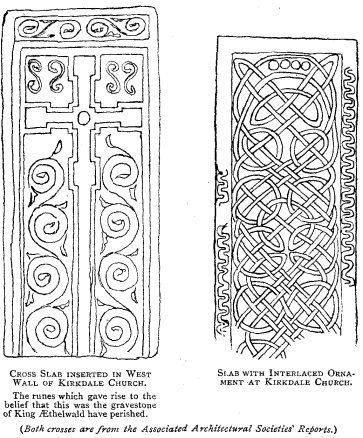 Cross Slab inserted in West
Wall of Kirkdale Church.
The runes which gave rise to the
belief that this was the gravestone
of King Æthelwald have perished.
Slab with Interlaced Orna-
ment at Kirkdale Church.
(Both crosses are from the Associated Architectural Societies' Reports.)